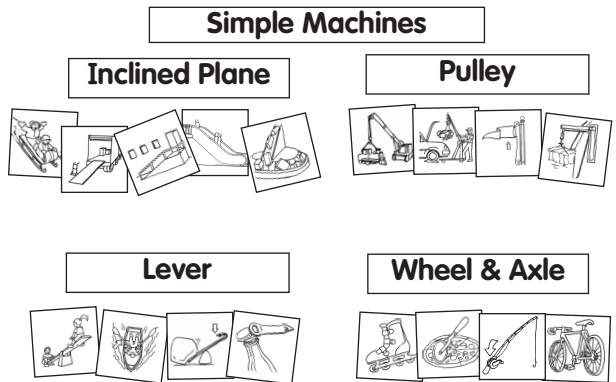 Simple Machines
Inclined Plane
Pulley
Lever
Wheel & Axle